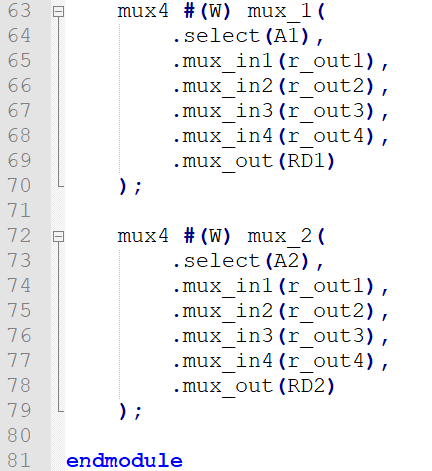 63 mux4 #(W) mux_1(
64 .select(A1),
65 .mux_in1(r_out1),
66 .mux_in2(r_out2),
67 .mux_in3(r_out3),
68 .mux_in4(r_out4),
69 .mux_out(RD1)
70 );
71
72 mux4 #(W) mux_2(
73 .select(A2),
74 .mux_in1(r_out1),
75 .mux_in2(r_out2),
76 .mux_in3(r_out3),
77 .mux_in4(r_out4),
78 .mux_out(RD2)
79 );
80
81 endmodule